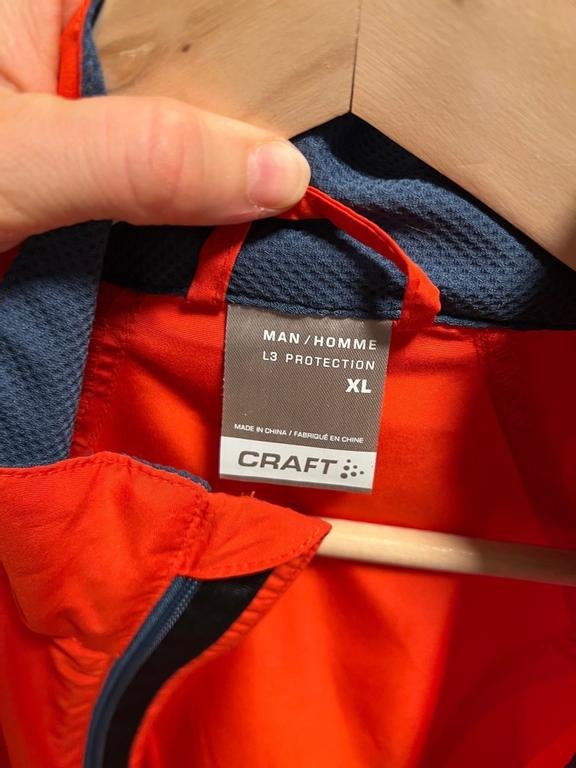 MAN / HOMME
L3 PROTECTION
XL
MADE IN CHINA / FABRIQUÉ EN CHINE
CRAFT